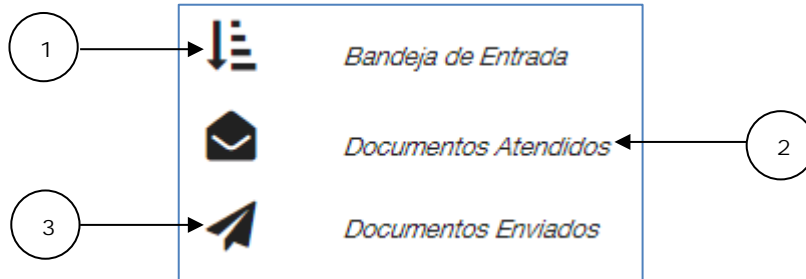 1
Bandeja de Entrada
Documentos Atendidos
2
3
Documentos Enviados